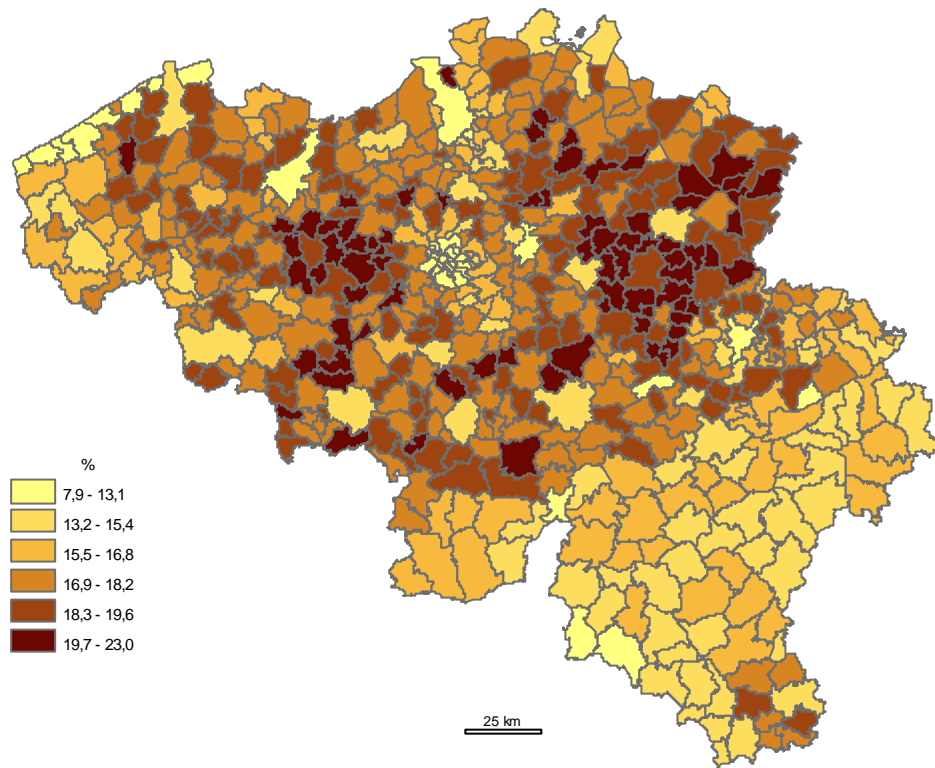 %
7,9 - 13,1
13,2 - 15,4
15,5 - 16,8
16,9 - 18,2
18,3 - 19,6
19,7 - 23,0
25 km